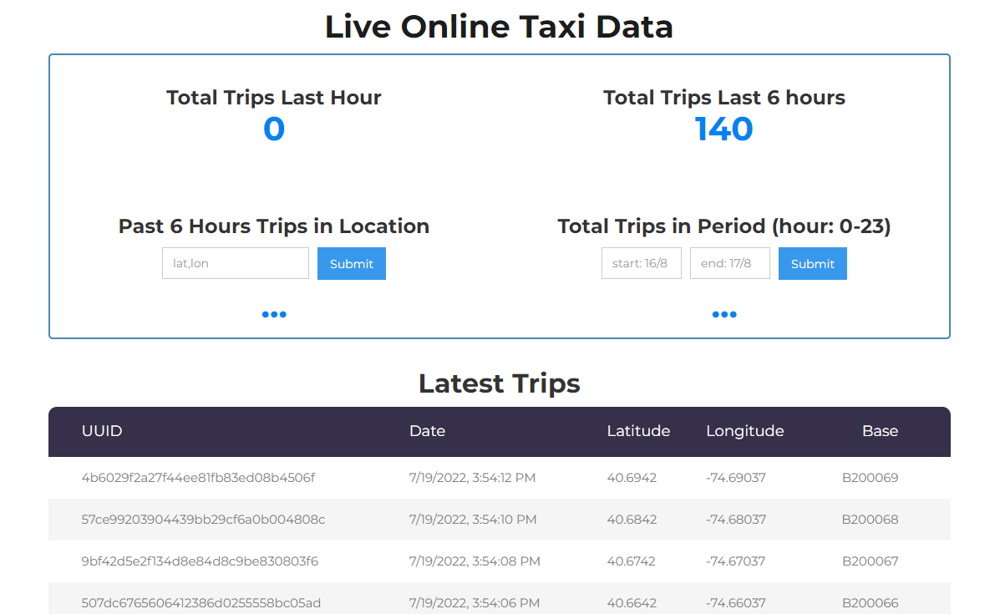 Live Online Taxi Data
Total Trips Last Hour
0
Total Trips Last 6 hours
140
Past 6 Hours Trips in Location
lat,lon
Submit
Total Trips in Period (hour: 0-23)
start: 16/8
end: 17/8
Submit
Latest Trips
UUID Date Latitude Longitude Base
4b6029f2a27f44ee81fb83ed08b4506f 7/19/2022, 3:54:12 PM 40.6942 -74.69037 B200069
57ce99203904439bb29cf6a0b004808c 7/19/2022, 3:54:10 PM 40.6842 -74.68037 B200068
9bf42d5e2f134d8e84d8c9be830803f6 7/19/2022, 3:54:08 PM 40.6742 -74.67037 B200067
507dc6765606412386d0255558bc05ad 7/19/2022, 3:54:06 PM 40.6642 -74.66037 B200066